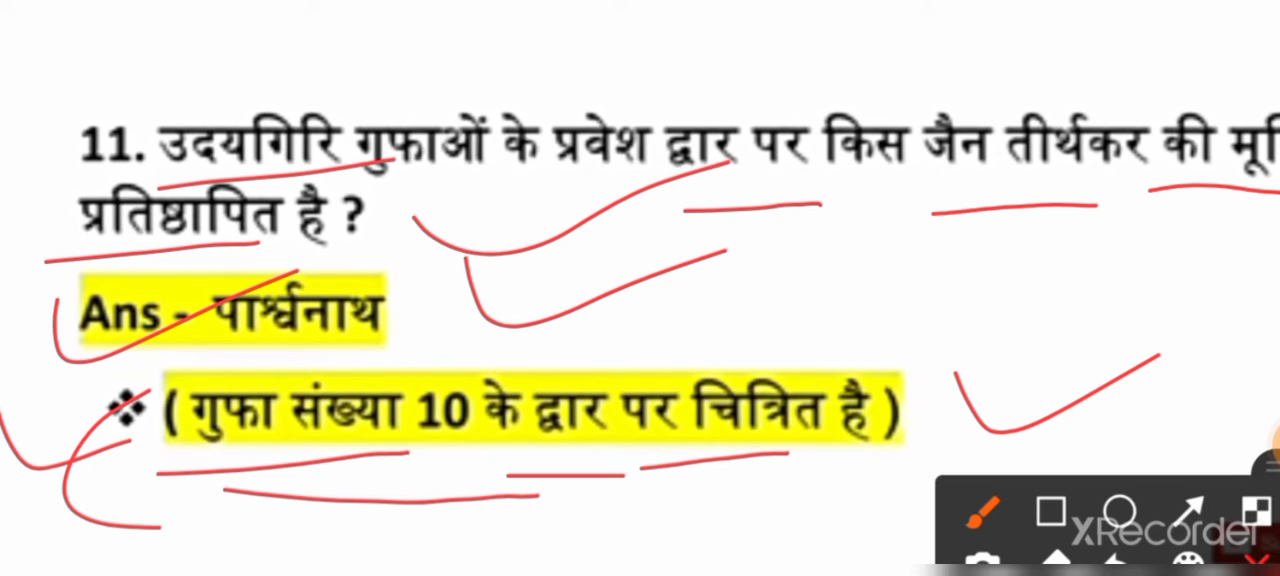 11. उदयगिरि गुफाओं के प्रवेश द्वार पर किस जैन तीर्थकर की
प्रतिष्ठापित है ?
Ans - पार्श्वनाथ
❖ ( गुफा संख्या 10 के द्वार पर चित्रित है )
XRecorder